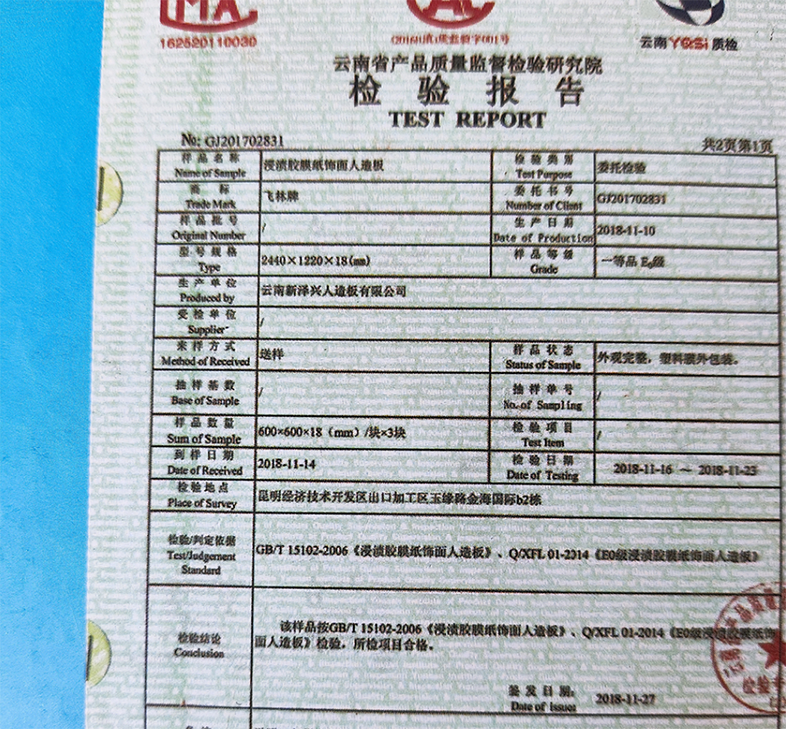 MA
162520110030
云南YQSi质检
云南省产品质量监督检验研究院
检验报告
TEST REPORT
№: GJ201702831
共2页第1页
样品名称
Name of Sample
浸渍胶膜纸饰面人造板
检验类别
Test Purpose
委托检验
商标
Trade Mark
飞林牌
委托书号
Number of Client
GJ201702831
样品批号
Original Number
/
生产日期
Date of Production
2018-11-10
型号规格
Type
2440×1220×18(mm)
样品等级
Grade
一等品 E₀级
生产单位
Produced by
云南新泽兴人造板有限公司
受检单位
Supplier
/
来样方式
Method of Received
送样
样品状态
Status of Sample
外观完整，塑料膜外包装。
抽样基数
Base of Sample
/
抽样单号
No. of Sampling
/
样品数量
Sum of Sample
600×600×18（mm）/块×3块
检验项目
Test Item
/
到样日期
Date of Received
2018-11-14
检验日期
Date of Testing
2018-11-16 ～ 2018-11-23
检验地点
Place of Survey
昆明经济技术开发区出口加工区玉缘路金海国际b2栋
检验/判定依据
Test/Judgement
Standard
GB/T 15102-2006《浸渍胶膜纸饰面人造板》、Q/XFL 01-2014《E0级浸渍胶膜纸饰面人造板》
检验结论
Conclusion
该样品按GB/T 15102-2006《浸渍胶膜纸饰面人造板》、Q/XFL 01-2014《E0级浸渍胶膜纸饰
面人造板》检验，所检项目合格。
签发日期:
Date of Issues
2018-11-27